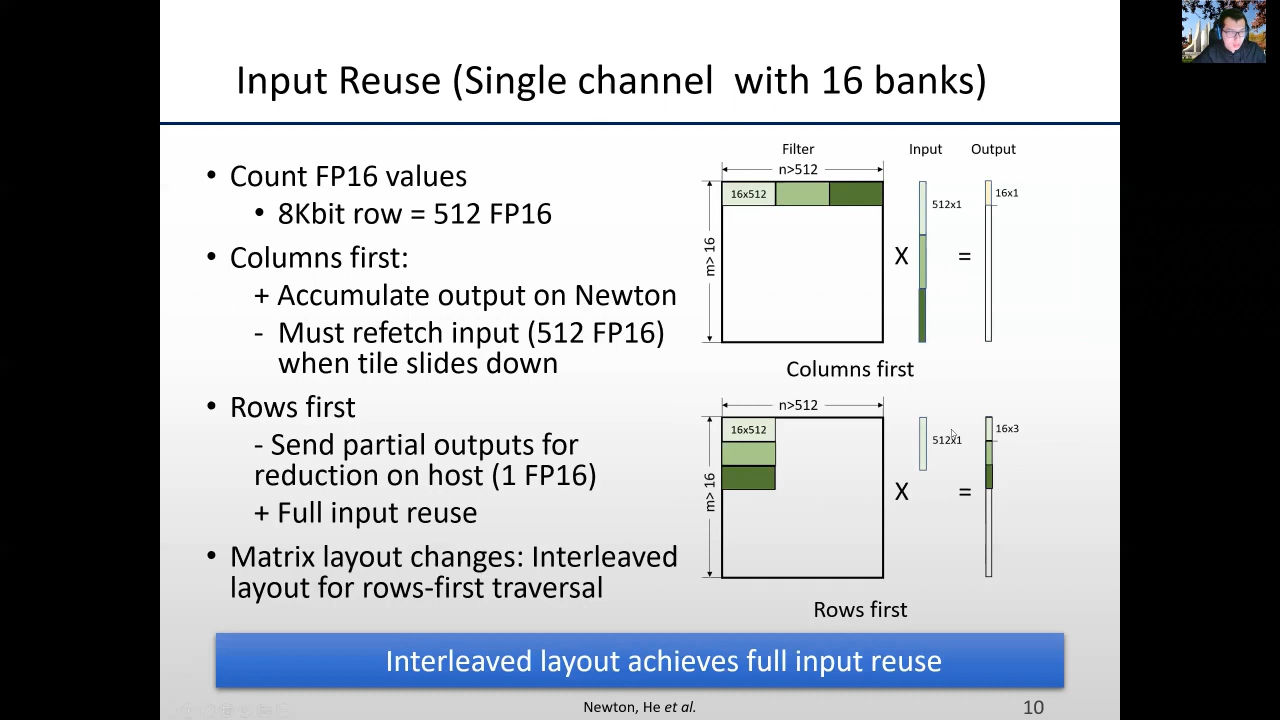 Input Reuse (Single channel  with 16 banks)
• Count FP16 values
• 8Kbit row = 512 FP16
• Columns first:
+ Accumulate output on Newton
- Must refetch input (512 FP16)
when tile slides down
• Rows first
- Send partial outputs for
reduction on host (1 FP16)
+ Full input reuse
• Matrix layout changes: Interleaved
layout for rows-first traversal
Filter
Input
Output
n>512
16x512
512x1
16x1
m> 16
X
=
Columns first
n>512
16x512
512x1
16x3
m> 16
X
=
Rows first
Interleaved layout achieves full input reuse
Newton, He et al.
10